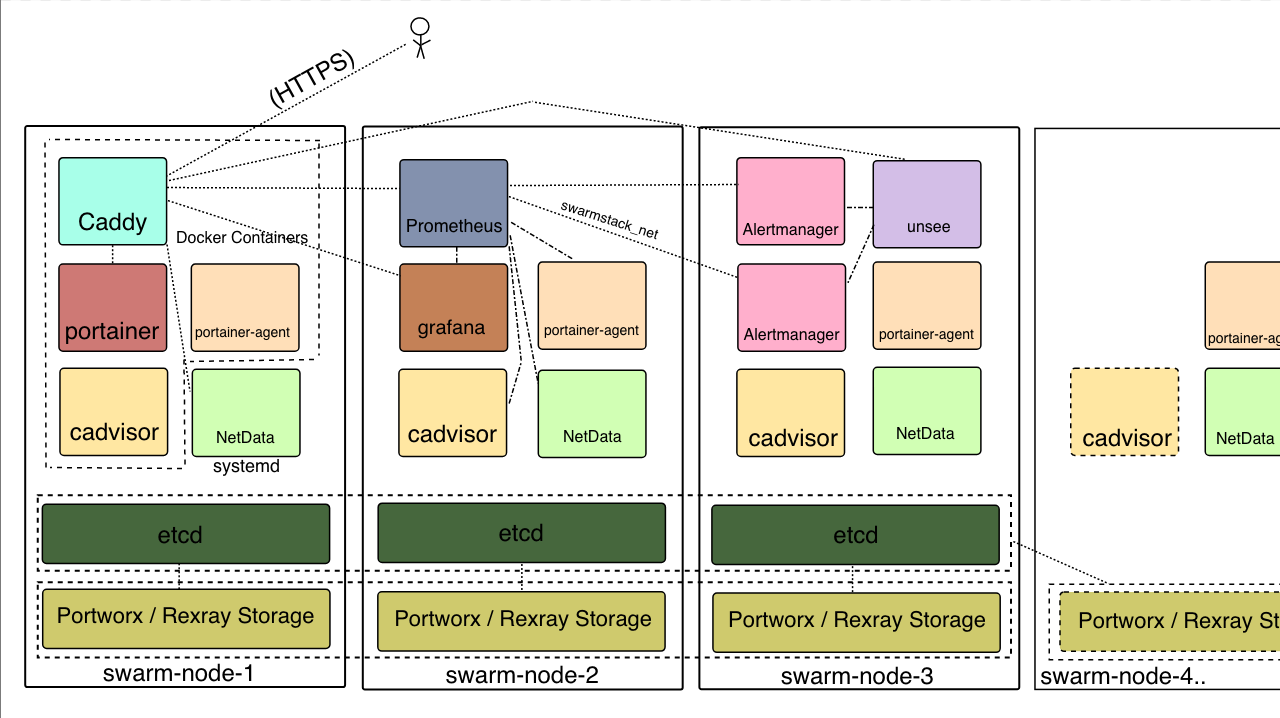 (HTTPS)
Caddy
Docker Containers
portainer
portainer-agent
cadvisor
NetData
systemd
etcd
Portworx / Rexray Storage
swarm-node-1
Prometheus
swarmstack_net
grafana
portainer-agent
cadvisor
NetData
etcd
Portworx / Rexray Storage
swarm-node-2
Alertmanager
unsee
Alertmanager
portainer-agent
cadvisor
NetData
etcd
Portworx / Rexray Storage
swarm-node-3
portainer-ag
cadvisor
NetData
Portworx / Rexray St
swarm-node-4..